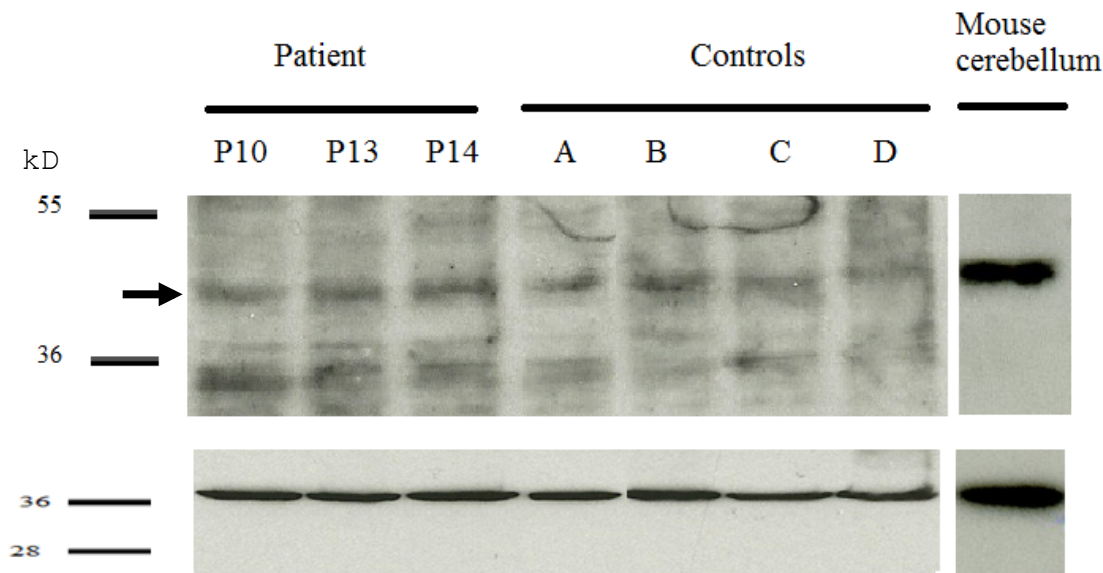 Patient
Controls
Mouse
cerebellum
kD
P10 P13 P14 A B C D
55
36
36
28